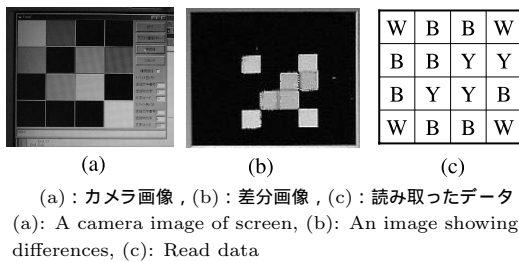 W B B W
B B Y Y
B Y Y B
W B B W
(a) (b) (c)
(a)：カメラ画像，(b)：差分画像，(c)：読み取ったデータ
(a): A camera image of screen, (b): An image showing
differences, (c): Read data